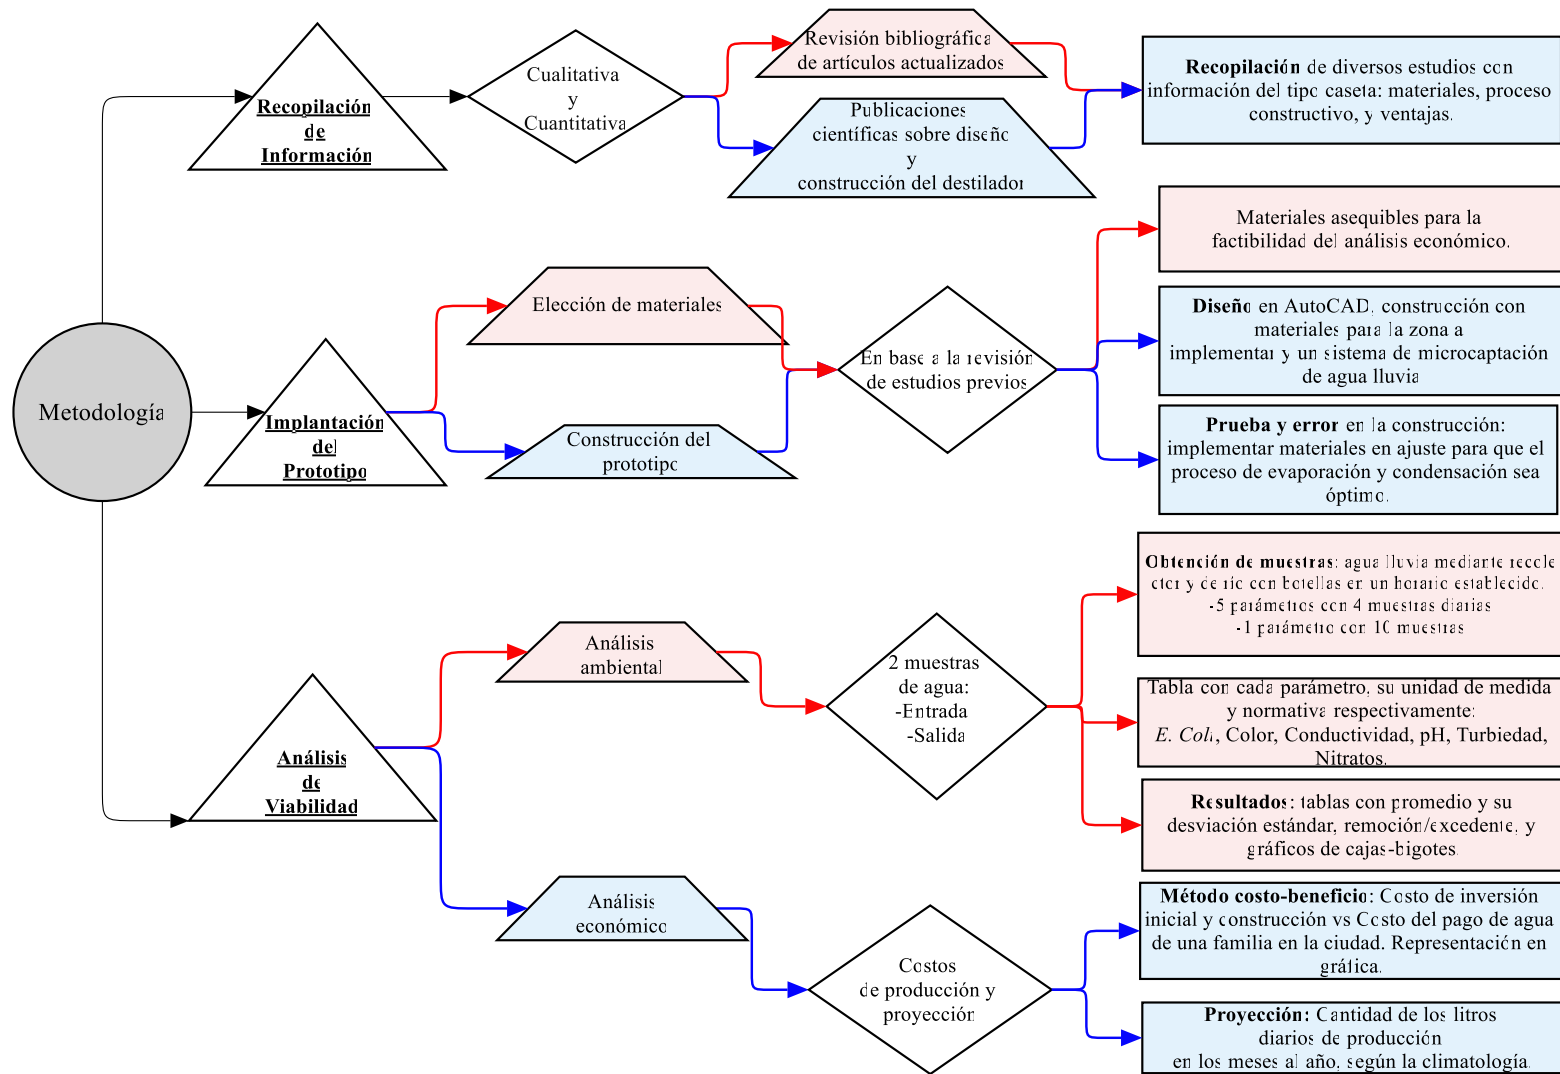 Metodología
Recopilación
de
Información
Cualitativa
y
Cuantitativa
Revisión bibliográfica
de artículos actualizados
Publicaciones
científicas sobre diseño
y
construcción del destilador
Recopilación de diversos estudios con
información del tipo caseta: materiales, proceso
constructivo, y ventajas.
Implantación
del
Prototipo
Elección de materiales
Construcción del
prototipo
En base a la revisión
de estudios previos
Materiales asequibles para la
factibilidad del análisis económico.
Diseño en AutoCAD, construcción con
materiales para la zona a
implementar y un sistema de microcaptación
de agua lluvia
Prueba y error en la construcción:
implementar materiales en ajuste para que el
proceso de evaporación y condensación sea
óptimo.
Análisis
de
Viabilidad
Análisis
ambiental
2 muestras
de agua:
-Entrada
-Salida
Obtención de muestras: agua lluvia mediante recole
ctor y de río con botellas en un horario establecido.
-5 parámetros con 4 muestras diarias
-1 parámetro con 10 muestras
Tabla con cada parámetro, su unidad de medida
y normativa respectivamente:
E. Coli, Color, Conductividad, pH, Turbiedad,
Nitratos.
Resultados: tablas con promedio y su
desviación estándar, remoción/excedente, y
gráficos de cajas-bigotes.
Análisis
económico
Costos
de producción y
proyección
Método costo-beneficio: Costo de inversión
inicial y construcción vs Costo del pago de agua
de una familia en la ciudad. Representación en
gráfica.
Proyección: Cantidad de los litros
diarios de producción
en los meses al año, según la climatología.